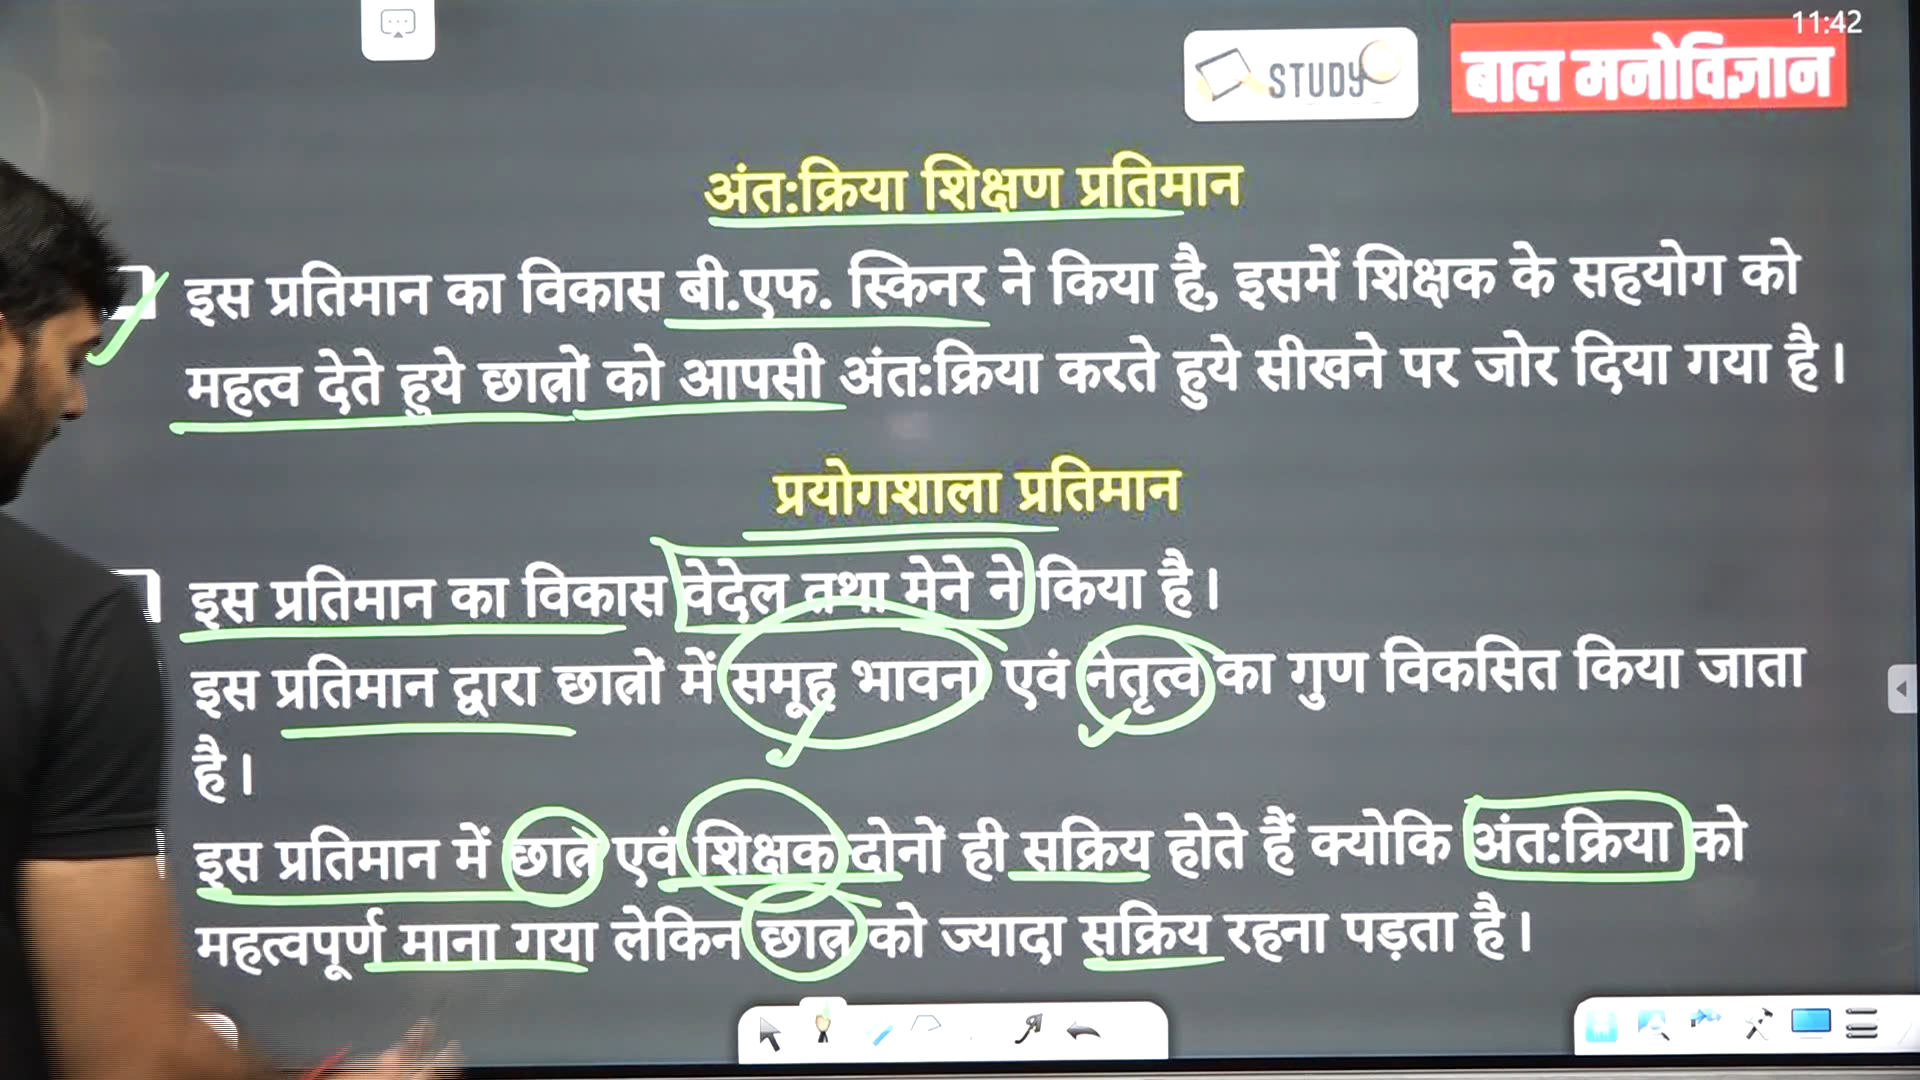 11:42
STUDY
बाल मनोविज्ञान
अंत:क्रिया शिक्षण प्रतिमान
इस प्रतिमान का विकास बी.एफ. स्किनर ने किया है, इसमें शिक्षक के सहयोग को
महत्व देते हुये छात्रों को आपसी अंत:क्रिया करते हुये सीखने पर जोर दिया गया है।
प्रयोगशाला प्रतिमान
इस प्रतिमान का विकास वेदेल तथा मेने ने किया है।
इस प्रतिमान द्वारा छात्रों में समूह भावना एवं नेतृत्व का गुण विकसित किया जाता
है।
इस प्रतिमान में छात्र एवं शिक्षक दोनों ही सक्रिय होते हैं क्योकि अंत:क्रिया को
महत्वपूर्ण माना गया लेकिन छात्र को ज्यादा सक्रिय रहना पड़ता है।